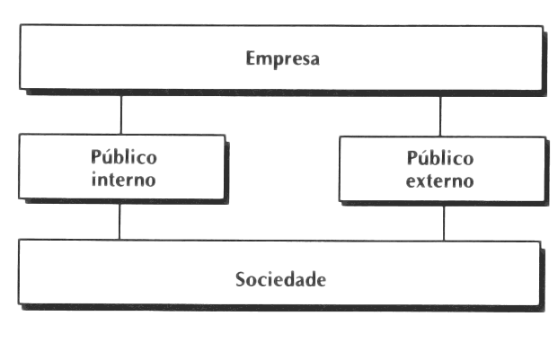 Empresa
Público
interno
Público
externo
Sociedade